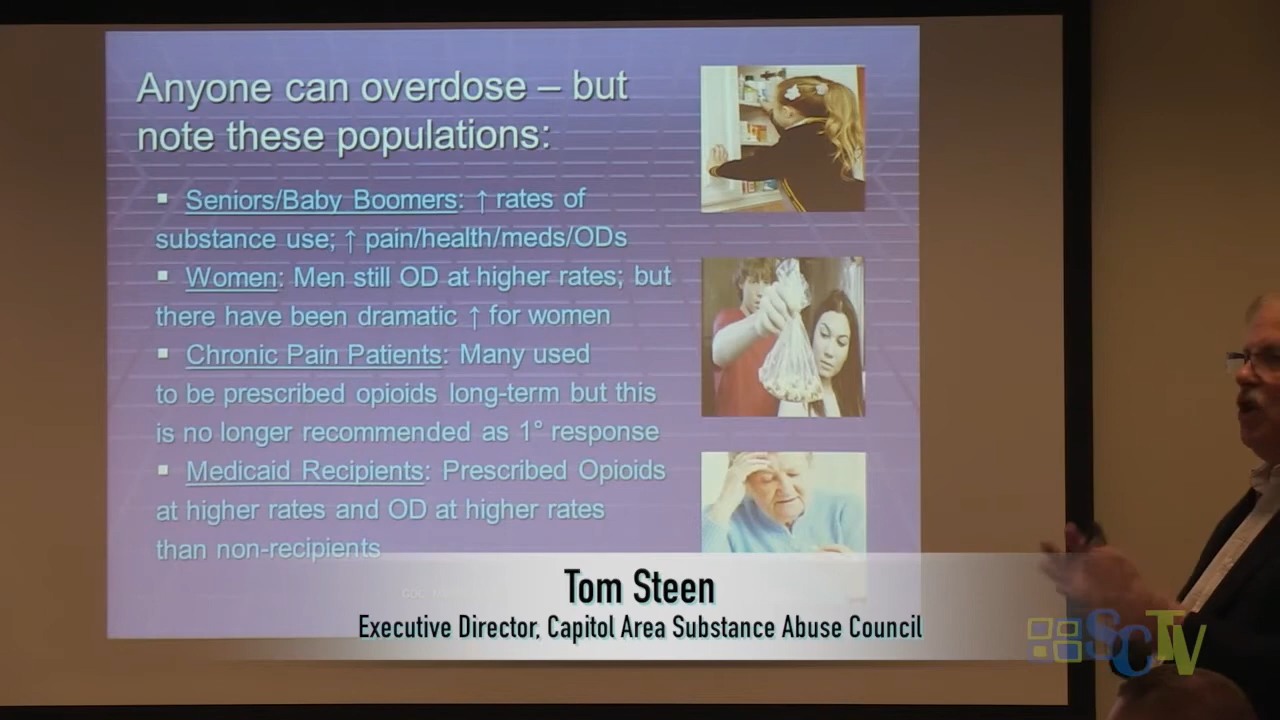 Anyone can overdose – but
note these populations:
▪ Seniors/Baby Boomers: ↑ rates of
substance use; ↑ pain/health/meds/ODs
▪ Women: Men still OD at higher rates; but
there have been dramatic ↑ for women
▪ Chronic Pain Patients: Many used
to be prescribed opioids long-term but this
is no longer recommended as 1° response
▪ Medicaid Recipients: Prescribed Opioids
at higher rates and OD at higher rates
than non-recipients
Tom Steen
Executive Director, Capitol Area Substance Abuse Council
SCTV